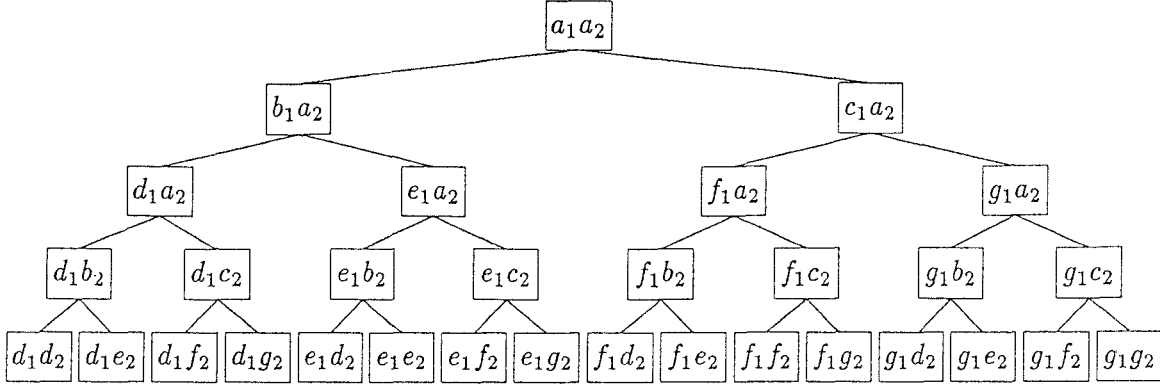 a₁a₂
b₁a₂ c₁a₂
d₁a₂ e₁a₂ f₁a₂ g₁a₂
d₁b₂ d₁c₂ e₁b₂ e₁c₂ f₁b₂ f₁c₂ g₁b₂ g₁c₂
d₁d₂ d₁e₂ d₁f₂ d₁g₂ e₁d₂ e₁e₂ e₁f₂ e₁g₂ f₁d₂ f₁e₂ f₁f₂ f₁g₂ g₁d₂ g₁e₂ g₁f₂ g₁g₂